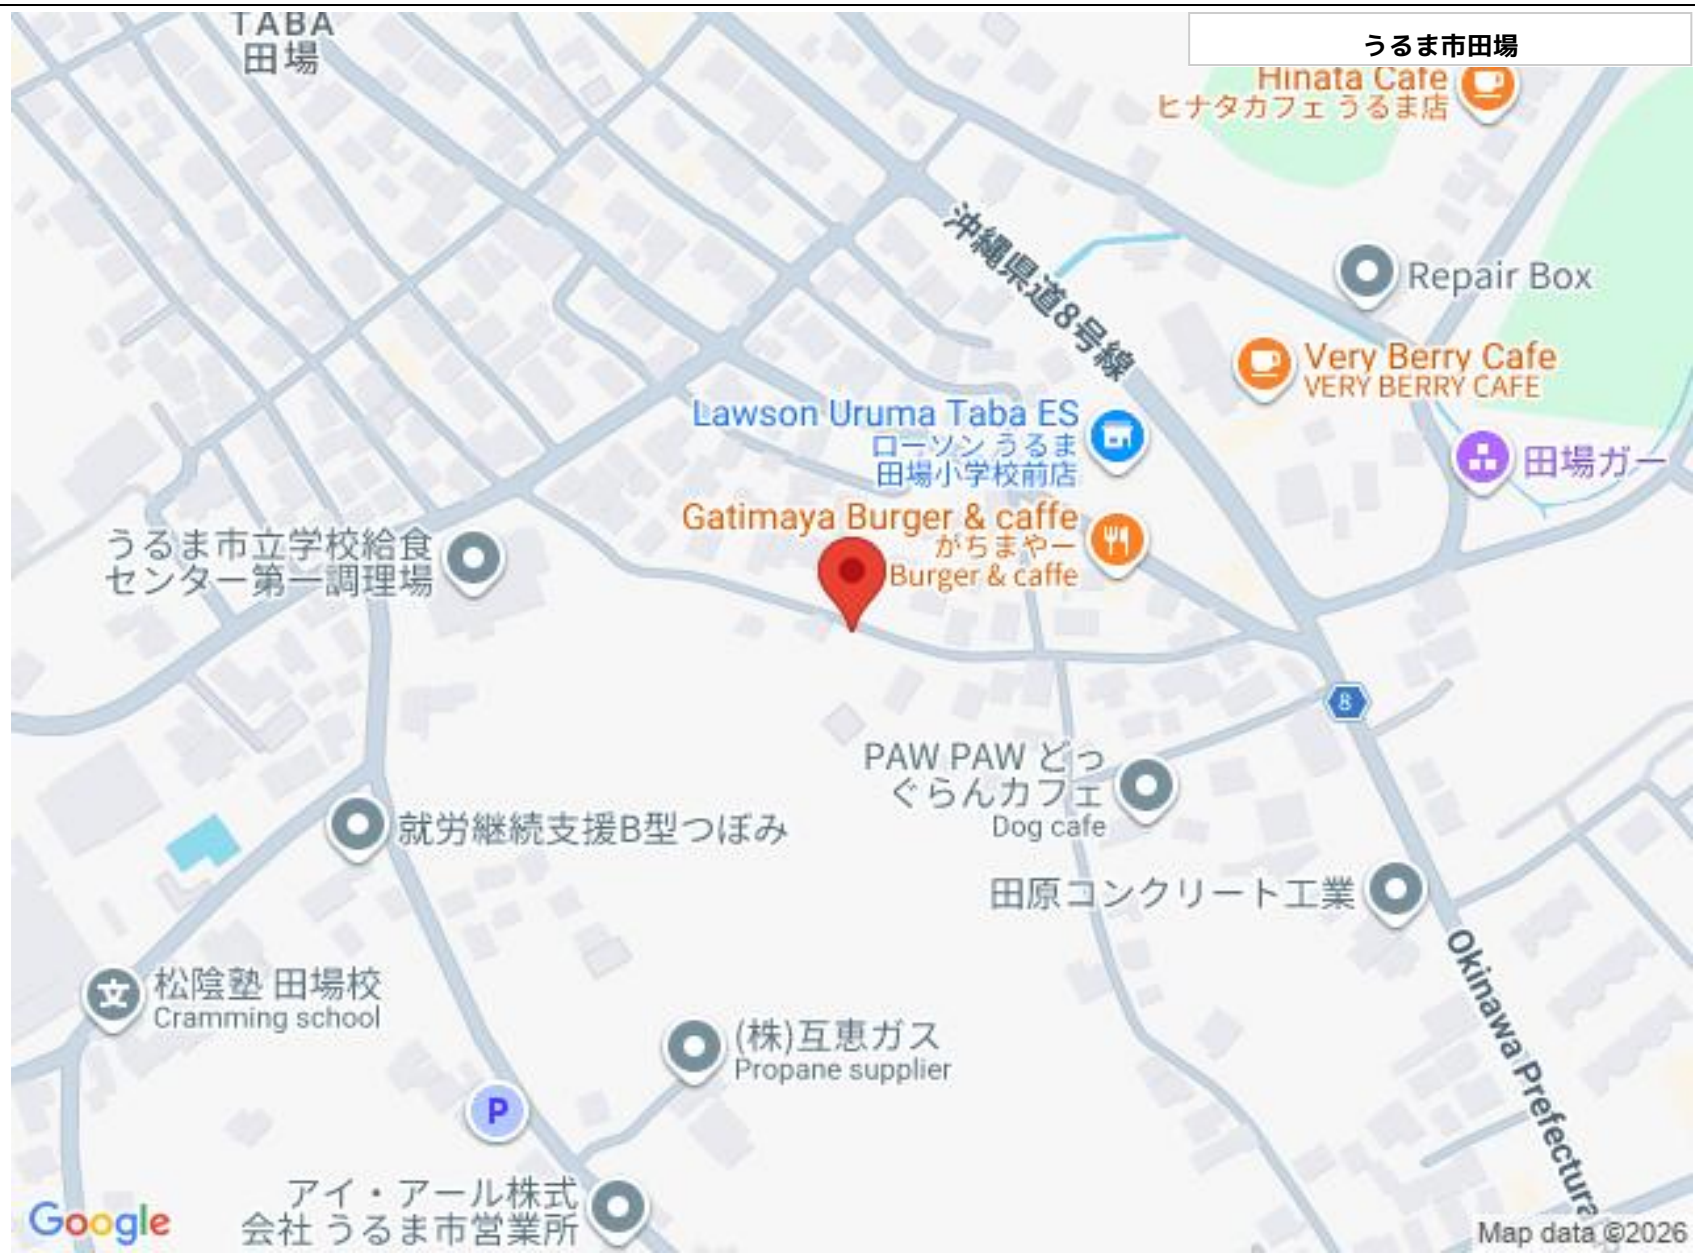 TABA
田場
うるま市田場
Hinata Cafe
ヒナタカフェ うるま店
沖縄県道8号線
Repair Box
Very Berry Cafe
VERY BERRY CAFE
Lawson Uruma Taba ES
ローソン うるま
田場小学校前店
田場ガー
Gatimaya Burger & caffe
がちまやー
Burger & caffe
うるま市立学校給食
センター第一調理場
8
PAW PAW どっ
ぐらんカフェ
Dog cafe
就労継続支援B型つぼみ
田原コンクリート工業
Okinawa Prefectura
松陰塾 田場校
Cramming school
(株)互恵ガス
Propane supplier
P
アイ・アール株式
会社 うるま市営業所
Google
Map data ©2026